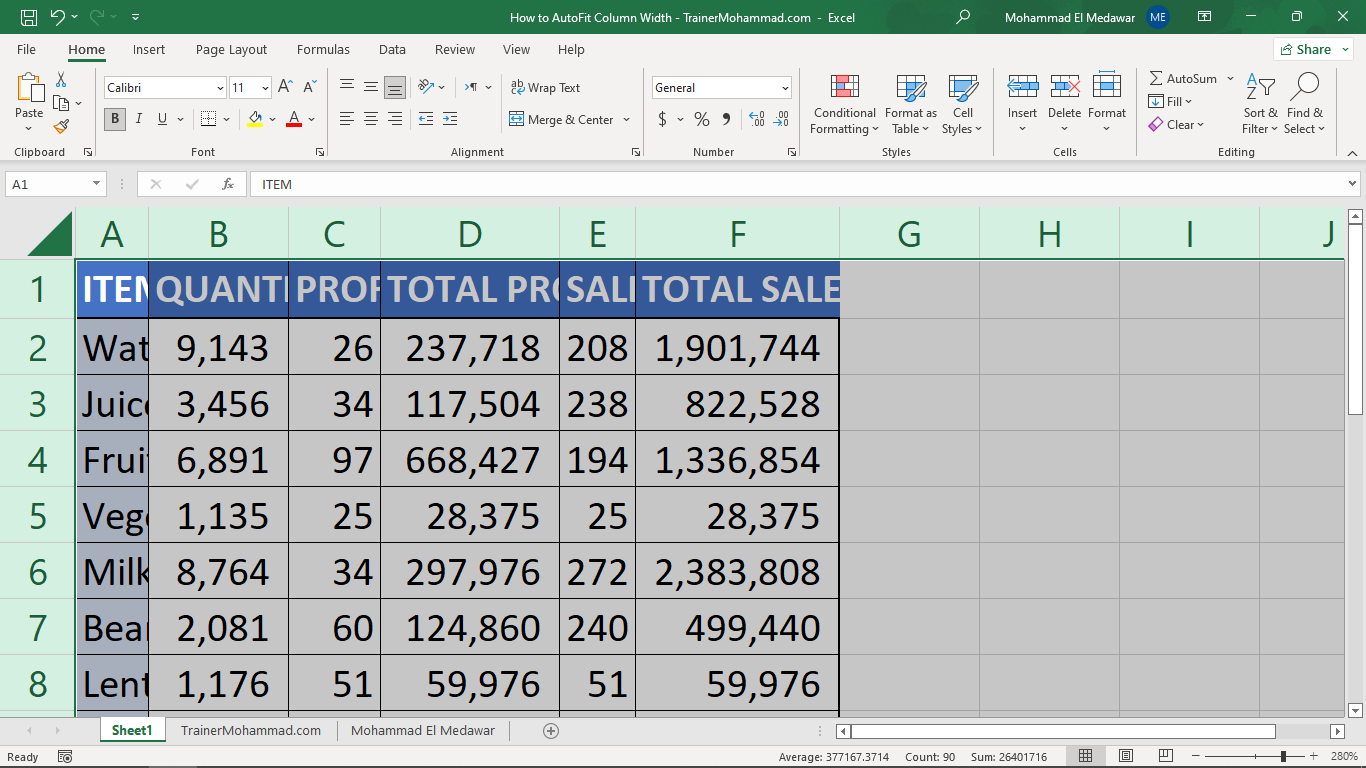 How to AutoFit Column Width - TrainerMohammad.com - Excel
Mohammad El Medawar ME
File Home Insert Page Layout Formulas Data Review View Help Share
Calibri 11 Wrap Text General AutoSum
Paste Conditional Formatting Format as Table Cell Styles Insert Delete Format Fill Sort & Filter Find & Select
B I U A Merge & Center $ % Clear
Clipboard Font Alignment Number Styles Cells Editing
A1 fx ITEM
A B C D E F G H I J
1 ITEM QUANTI PROF TOTAL PRO SALE TOTAL SALE
2 Wat 9,143 26 237,718 208 1,901,744
3 Juice 3,456 34 117,504 238 822,528
4 Frui 6,891 97 668,427 194 1,336,854
5 Vege 1,135 25 28,375 25 28,375
6 Milk 8,764 34 297,976 272 2,383,808
7 Bean 2,081 60 124,860 240 499,440
8 Lent 1,176 51 59,976 51 59,976
Sheet1 TrainerMohammad.com Mohammad El Medawar
Ready Average: 377167.3714 Count: 90 Sum: 26401716 280%